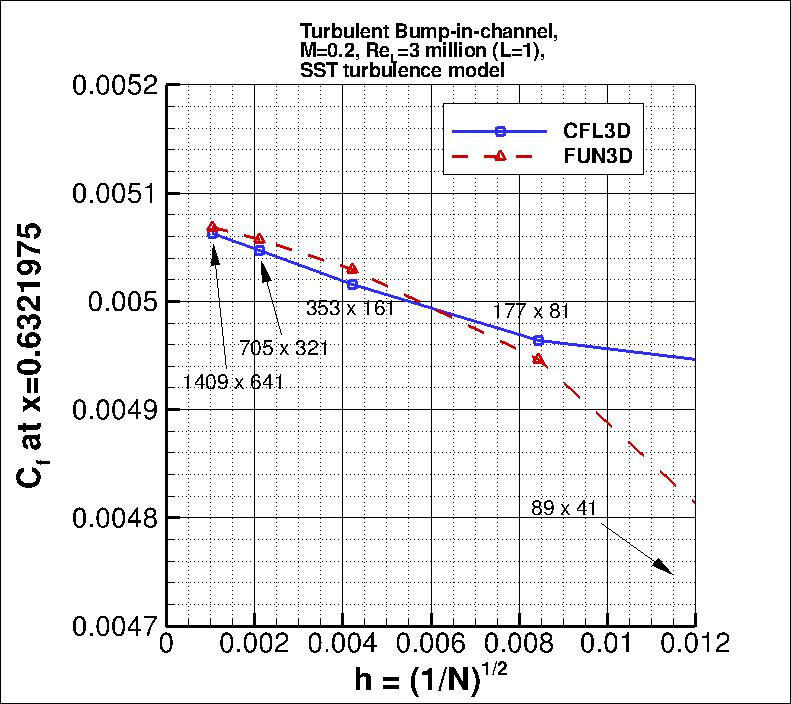 Turbulent Bump-in-channel,
M=0.2, Re_L=3 million (L=1),
SST turbulence model
0.0052
0.0051
0.005
0.0049
0.0048
0.0047
C_f at x=0.6321975
CFL3D
FUN3D
353 x 161
177 x 81
705 x 321
1409 x 641
89 x 41
0 0.002 0.004 0.006 0.008 0.01 0.012
h = (1/N)^1/2